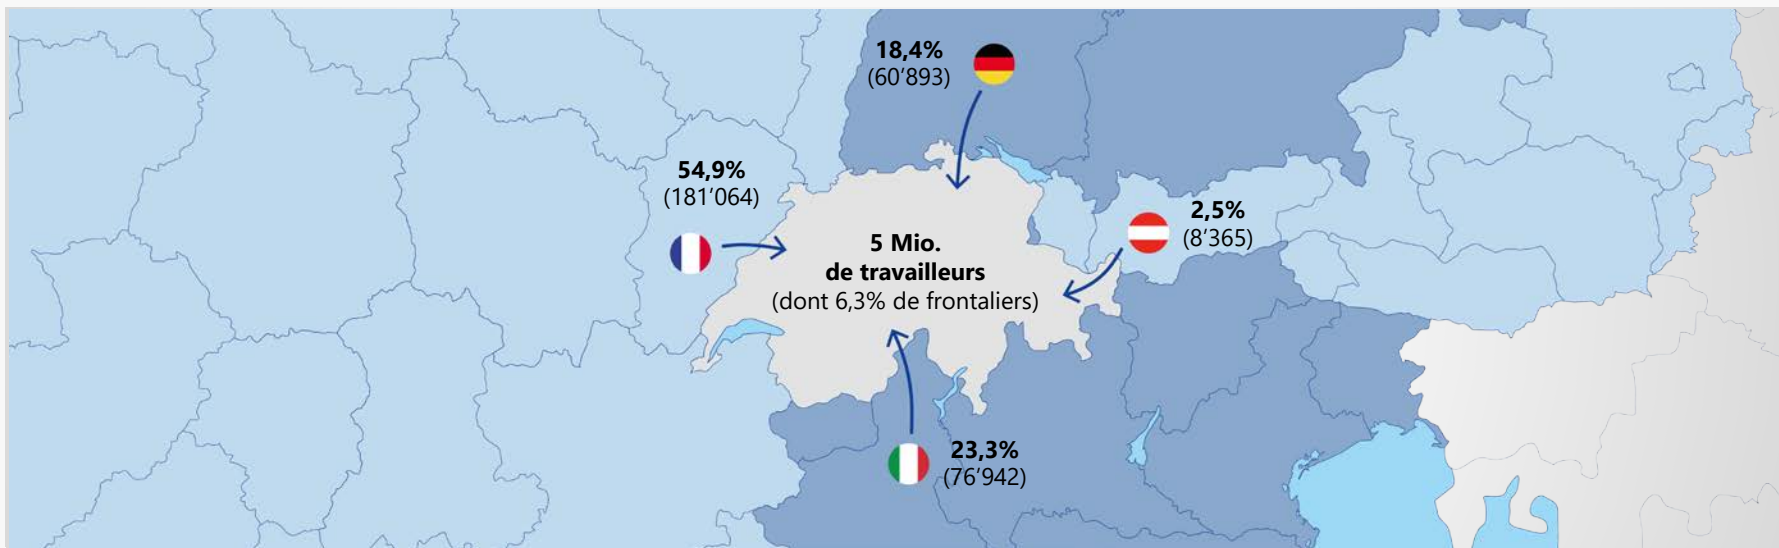 18,4%
(60’893)
54,9%
(181’064)
2,5%
(8’365)
5 Mio.
de travailleurs
(dont 6,3% de frontaliers)
23,3%
(76’942)